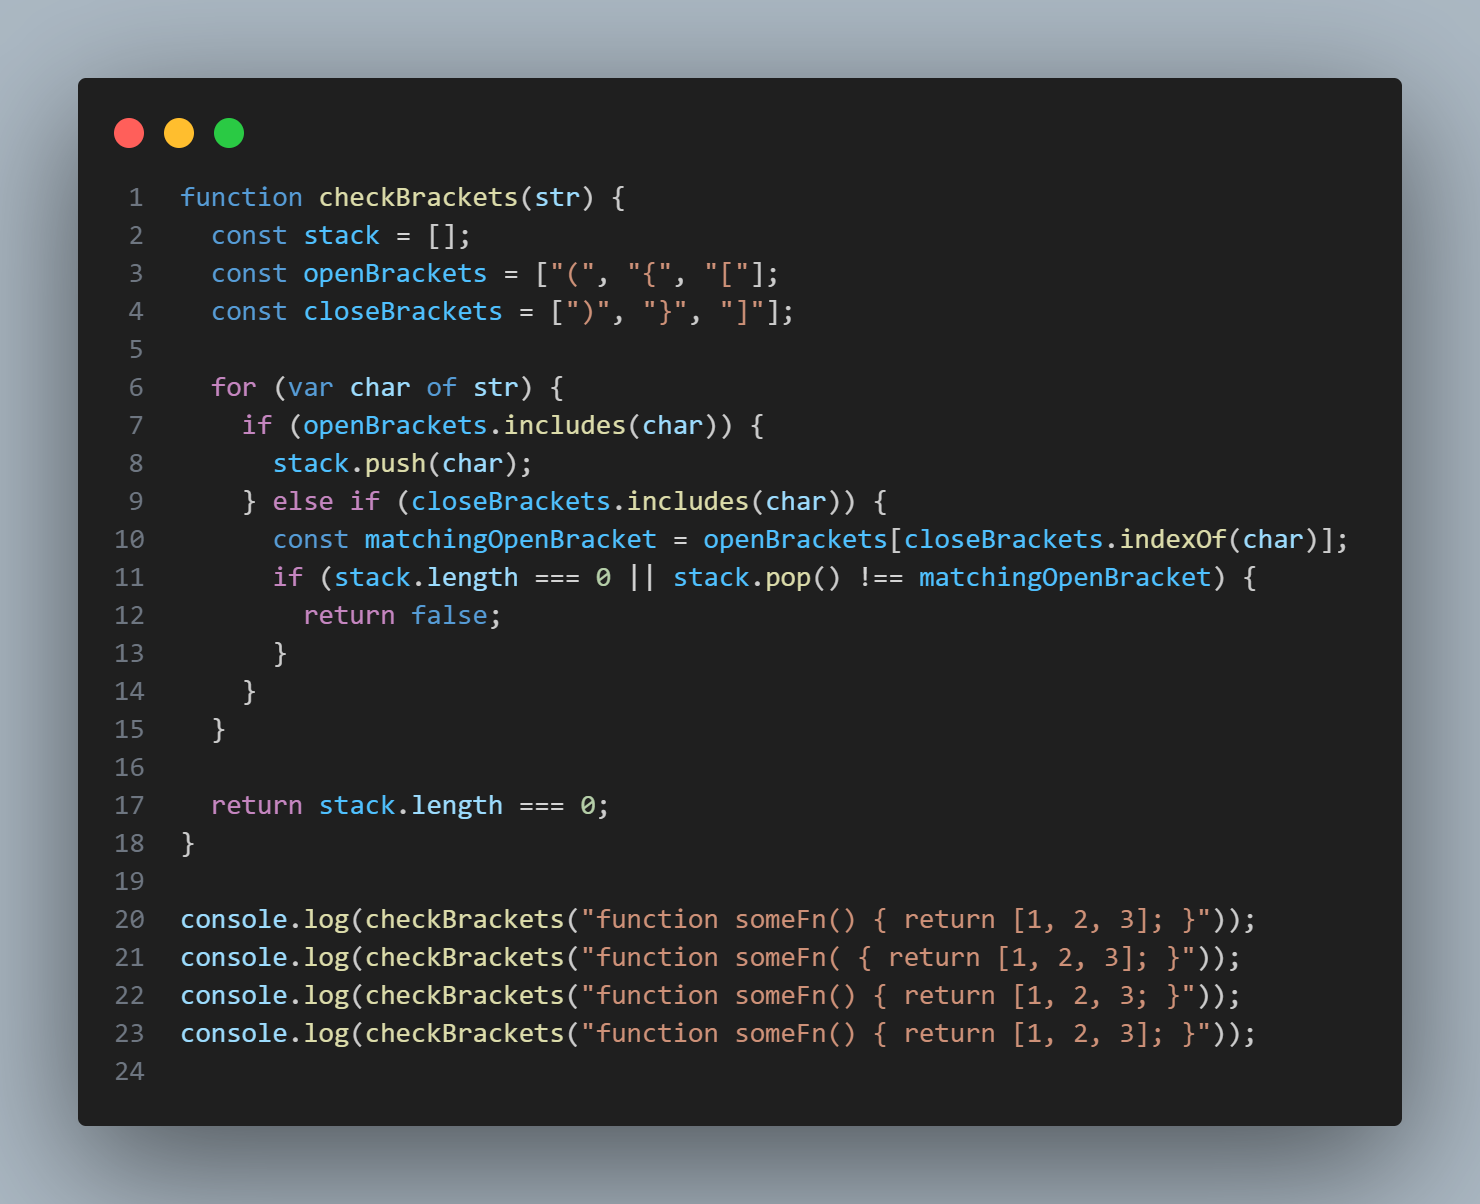 1 function checkBrackets(str) {
2   const stack = [];
3   const openBrackets = ["(", "{", "["];
4   const closeBrackets = [")", "}", "]"];
5
6   for (var char of str) {
7     if (openBrackets.includes(char)) {
8       stack.push(char);
9     } else if (closeBrackets.includes(char)) {
10       const matchingOpenBracket = openBrackets[closeBrackets.indexOf(char)];
11       if (stack.length === 0 || stack.pop() !== matchingOpenBracket) {
12         return false;
13       }
14     }
15   }
16
17   return stack.length === 0;
18 }
19
20 console.log(checkBrackets("function someFn() { return [1, 2, 3]; }"));
21 console.log(checkBrackets("function someFn( { return [1, 2, 3]; }"));
22 console.log(checkBrackets("function someFn() { return [1, 2, 3; }"));
23 console.log(checkBrackets("function someFn() { return [1, 2, 3]; }"));
24